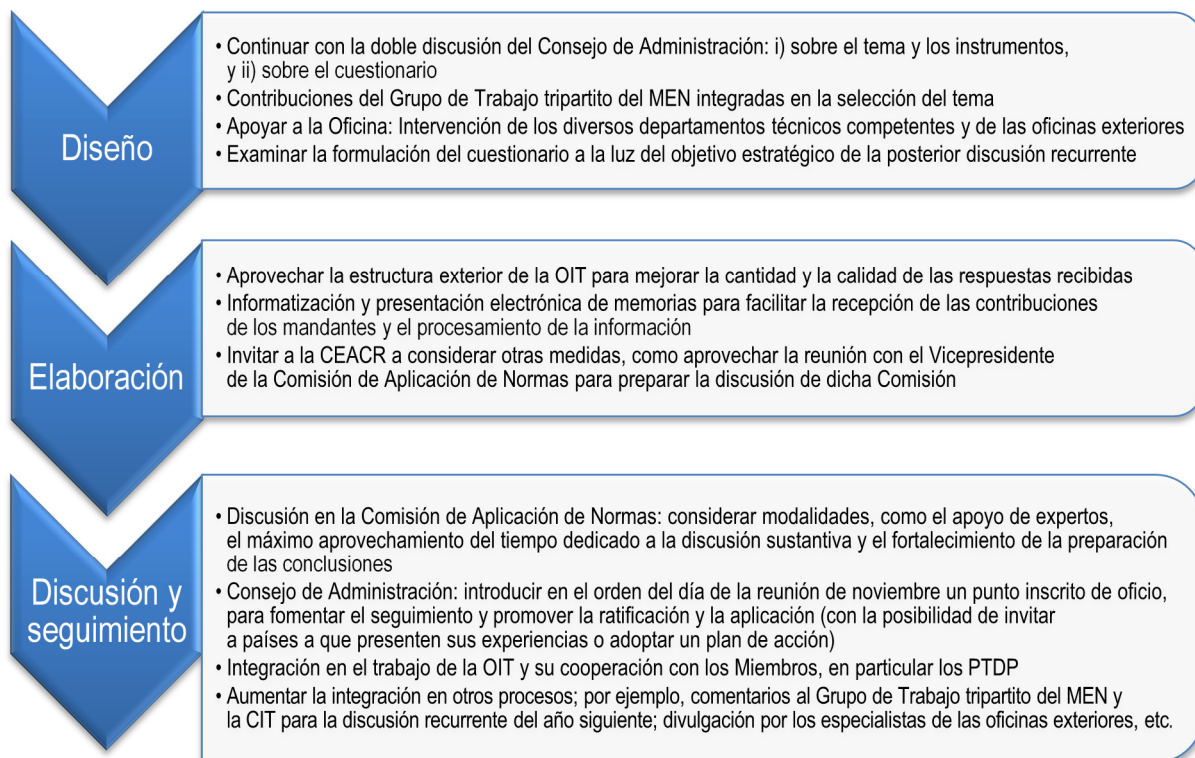 Diseño
• Continuar con la doble discusión del Consejo de Administración: i) sobre el tema y los instrumentos,
y ii) sobre el cuestionario
• Contribuciones del Grupo de Trabajo tripartito del MEN integradas en la selección del tema
• Apoyar a la Oficina: Intervención de los diversos departamentos técnicos competentes y de las oficinas exteriores
• Examinar la formulación del cuestionario a la luz del objetivo estratégico de la posterior discusión recurrente
Elaboración
• Aprovechar la estructura exterior de la OIT para mejorar la cantidad y la calidad de las respuestas recibidas
• Informatización y presentación electrónica de memorias para facilitar la recepción de las contribuciones
de los mandantes y el procesamiento de la información
• Invitar a la CEACR a considerar otras medidas, como aprovechar la reunión con el Vicepresidente
de la Comisión de Aplicación de Normas para preparar la discusión de dicha Comisión
Discusión y
seguimiento
• Discusión en la Comisión de Aplicación de Normas: considerar modalidades, como el apoyo de expertos,
el máximo aprovechamiento del tiempo dedicado a la discusión sustantiva y el fortalecimiento de la preparación
de las conclusiones
• Consejo de Administración: introducir en el orden del día de la reunión de noviembre un punto inscrito de oficio,
para fomentar el seguimiento y promover la ratificación y la aplicación (con la posibilidad de invitar
a países a que presenten sus experiencias o adoptar un plan de acción)
• Integración en el trabajo de la OIT y su cooperación con los Miembros, en particular los PTDP
• Aumentar la integración en otros procesos; por ejemplo, comentarios al Grupo de Trabajo tripartito del MEN y
la CIT para la discusión recurrente del año siguiente; divulgación por los especialistas de las oficinas exteriores, etc.